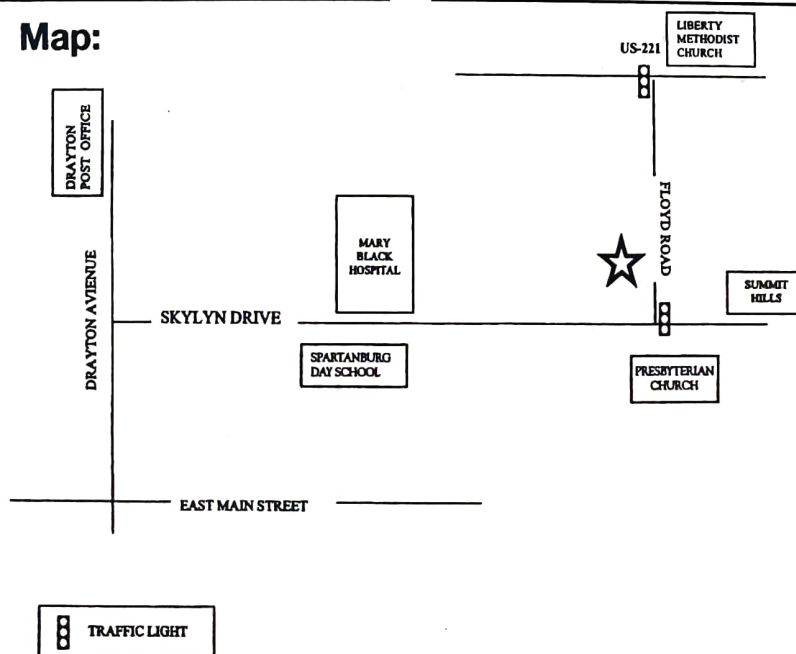 Map:
US-221
LIBERTY
METHODIST
CHURCH
DRAYTON
POST OFFICE
MARY
BLACK
HOSPITAL
FLOYD ROAD
SUMMIT
HILLS
DRAYTON AVIENUE
SKYLYN DRIVE
SPARTANBURG
DAY SCHOOL
PRESBYTERIAN
CHURCH
EAST MAIN STREET
TRAFFIC LIGHT